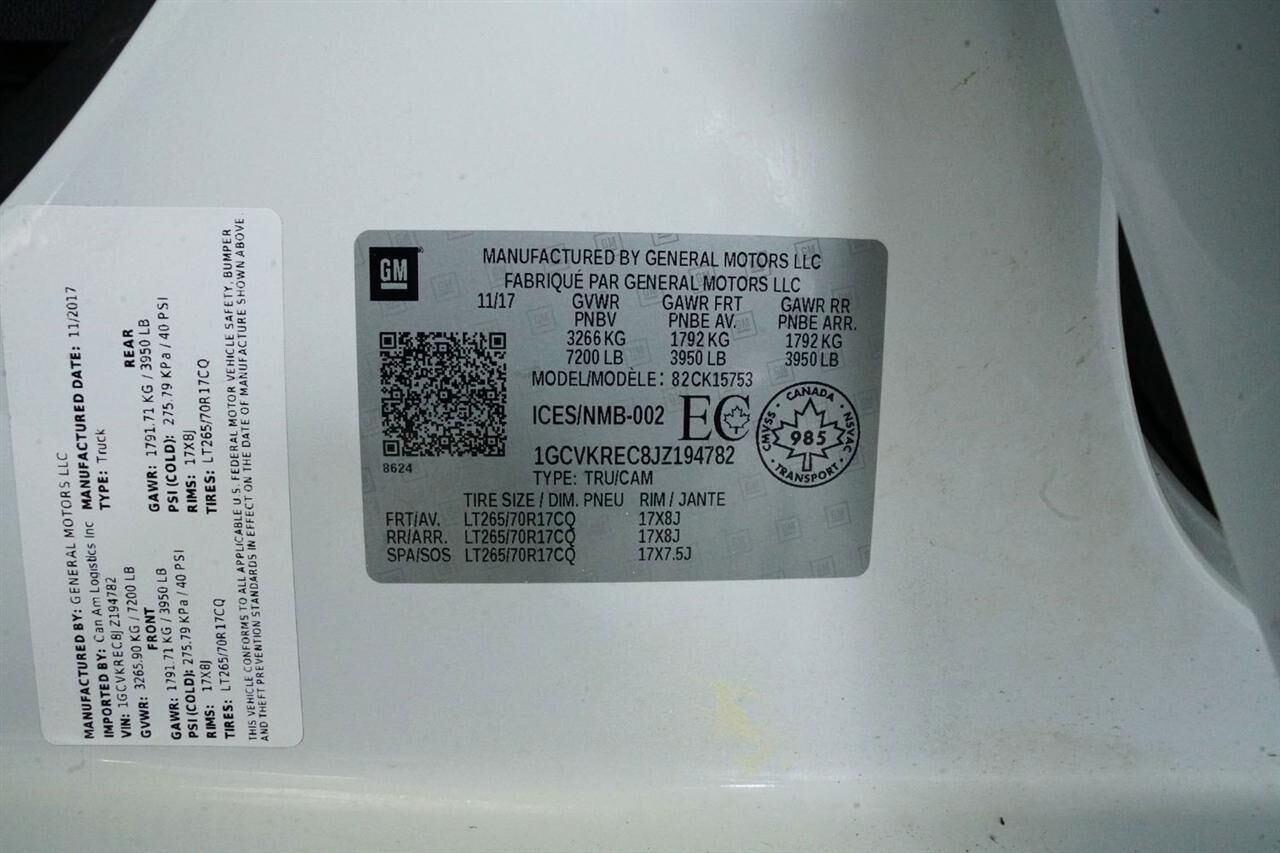 MANUFACTURED BY: GENERAL MOTORS LLC
IMPORTED BY: Can Am Logistics Inc MANUFACTURED DATE: 11/2017
VIN: 1GCVKREC8JZ194782 TYPE: Truck
GVWR: 3265.90 KG / 7200 LB
FRONT REAR
GAWR: 1791.71 KG / 3950 LB GAWR: 1791.71 KG / 3950 LB
PSI (COLD): 275.79 KPa / 40 PSI PSI (COLD): 275.79 KPa / 40 PSI
RIMS: 17X8J RIMS: 17X8J
TIRES: LT265/70R17CQ TIRES: LT265/70R17CQ
THIS VEHICLE CONFORMS TO ALL APPLICABLE U.S. FEDERAL MOTOR VEHICLE SAFETY, BUMPER
AND THEFT PREVENTION STANDARDS IN EFFECT ON THE DATE OF MANUFACTURE SHOWN ABOVE.
GM
MANUFACTURED BY GENERAL MOTORS LLC
FABRIQUÉ PAR GENERAL MOTORS LLC
11/17 GVWR GAWR FRT GAWR RR
PNBV PNBE AV. PNBE ARR.
3266 KG 1792 KG 1792 KG
7200 LB 3950 LB 3950 LB
MODEL/MODÈLE: 82CK15753
ICES/NMB-002 EC
CANADA
CMVSS 985 NSVAC
TRANSPORT
8624
1GCVKREC8JZ194782
TYPE: TRU/CAM
TIRE SIZE / DIM. PNEU RIM / JANTE
FRT/AV. LT265/70R17CQ 17X8J
RR/ARR. LT265/70R17CQ 17X8J
SPA/SOS LT265/70R17CQ 17X7.5J